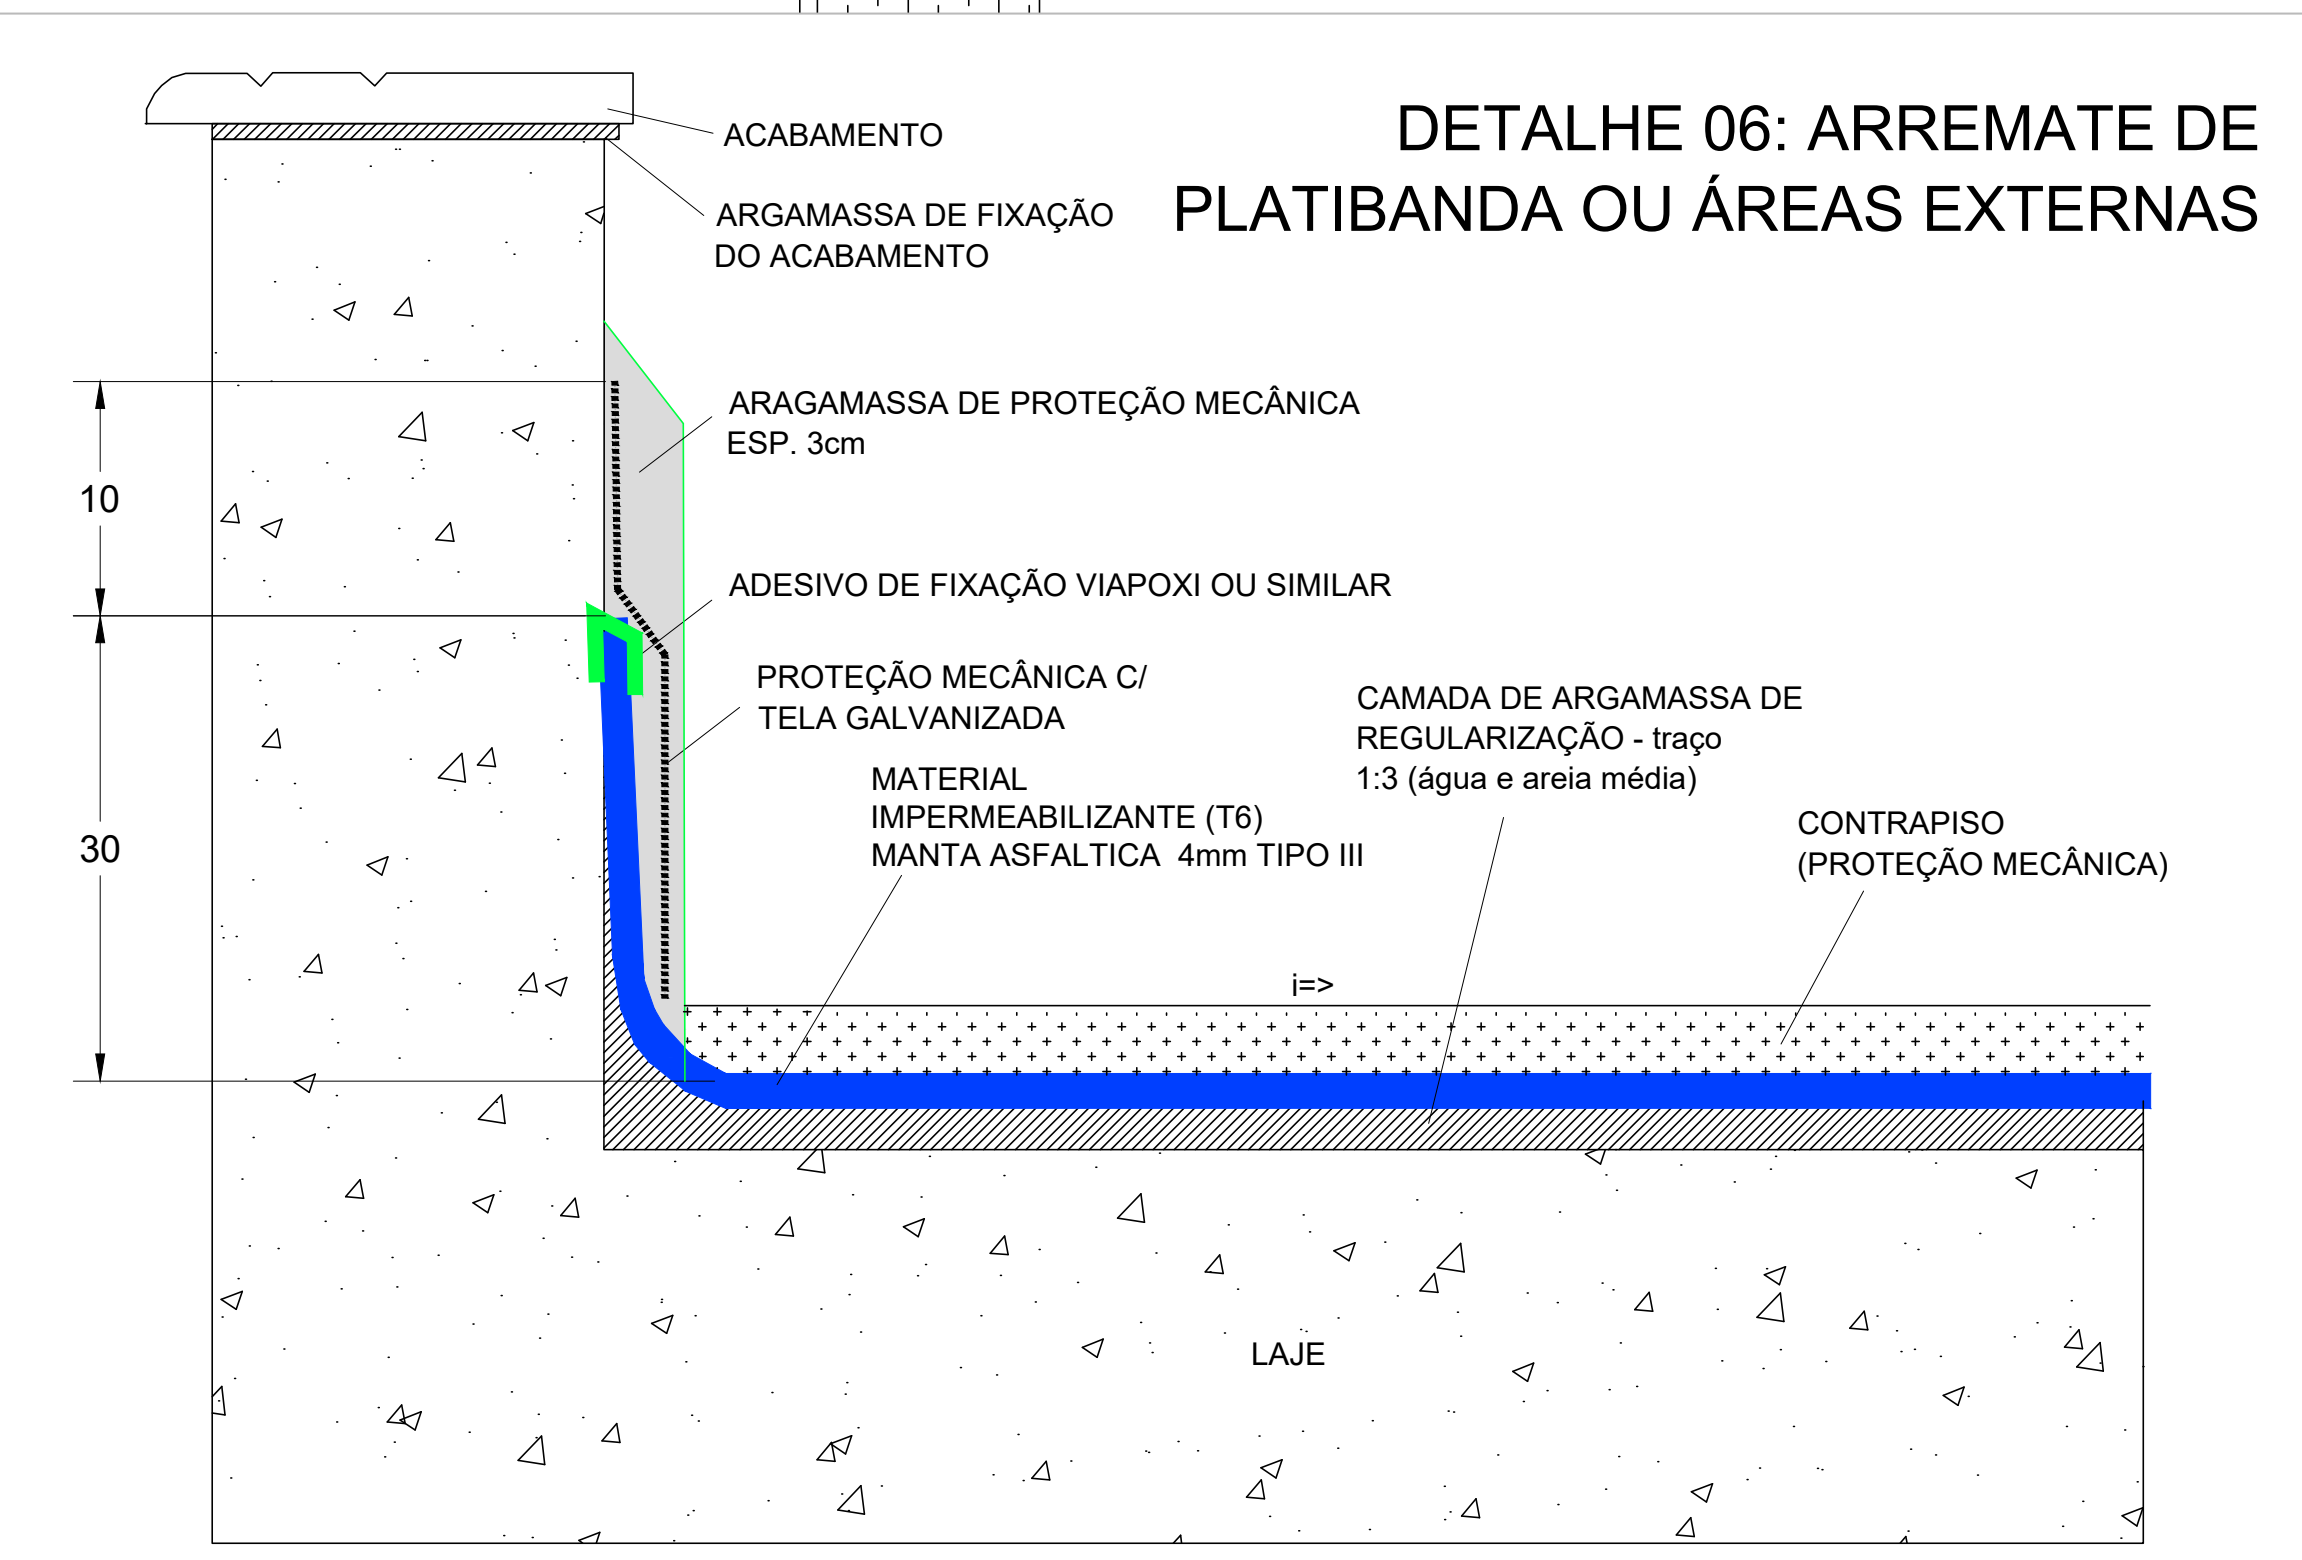 DETALHE 06: ARREMATE DE
PLATIBANDA OU ÁREAS EXTERNAS
ACABAMENTO
ARGAMASSA DE FIXAÇÃO
DO ACABAMENTO
ARAGAMASSA DE PROTEÇÃO MECÂNICA
ESP. 3cm
10
ADESIVO DE FIXAÇÃO VIAPOXI OU SIMILAR
PROTEÇÃO MECÂNICA C/
TELA GALVANIZADA
CAMADA DE ARGAMASSA DE
REGULARIZAÇÃO - traço
1:3 (água e areia média)
MATERIAL
IMPERMEABILIZANTE (T6)
MANTA ASFALTICA 4mm TIPO III
30
CONTRAPISO
(PROTEÇÃO MECÂNICA)
i=>
LAJE